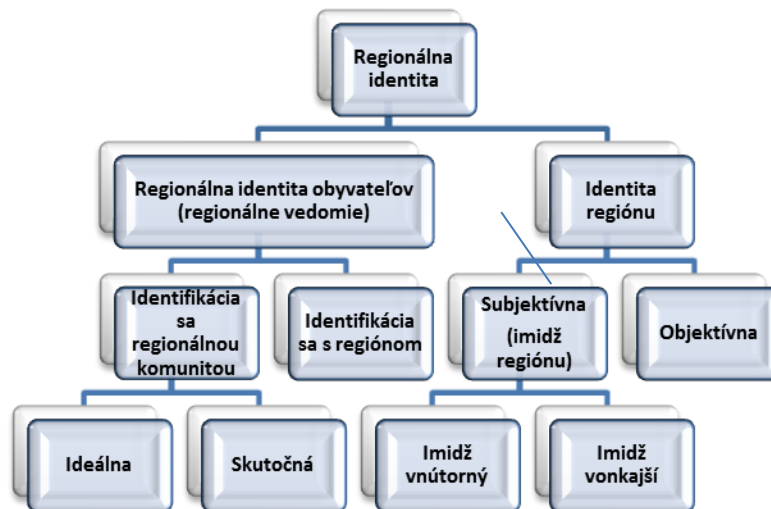 Regionálna
identita
Regionálna identita obyvateľov
(regionálne vedomie)
Identita
regiónu
Identifikácia
sa
regionálnou
komunitou
Identifikácia
sa s regiónom
Subjektívna
(imidž
regiónu)
Objektívna
Ideálna
Skutočná
Imidž
vnútorný
Imidž
vonkajší